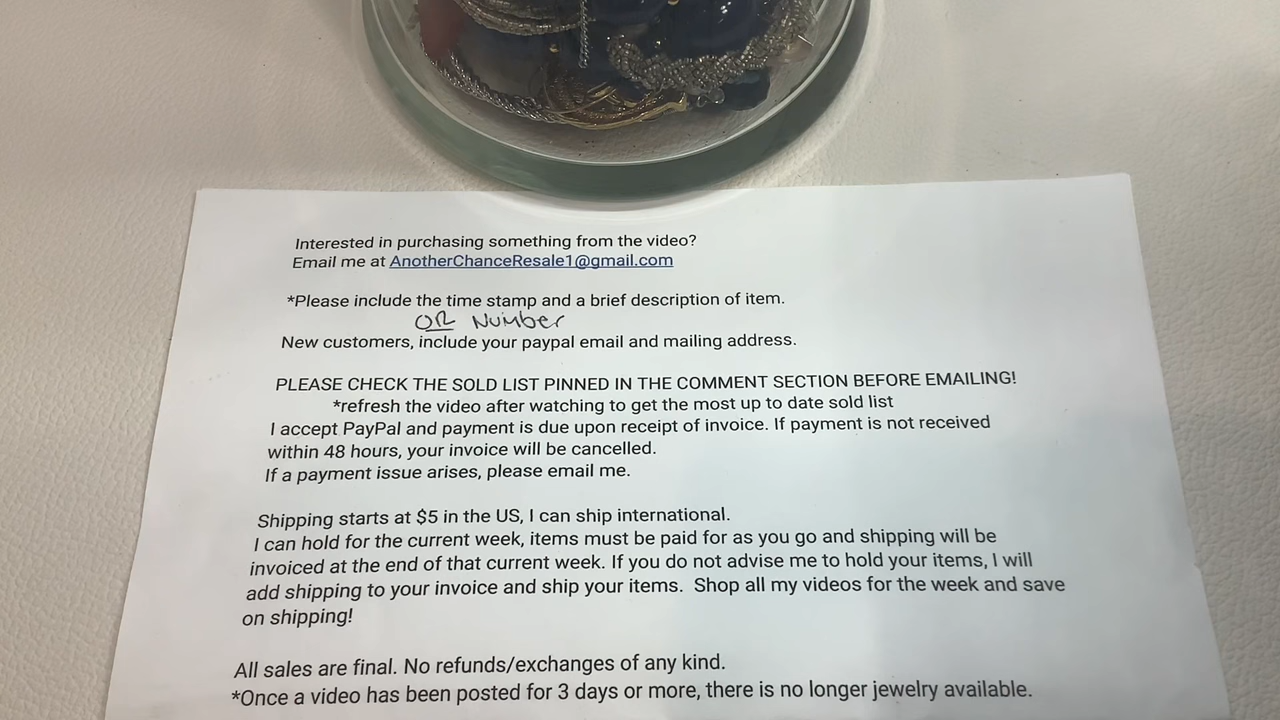 Interested in purchasing something from the video?
Email me at AnotherChanceResale1@gmail.com
*Please include the time stamp and a brief description of item.
OR Number
New customers, include your paypal email and mailing address.
PLEASE CHECK THE SOLD LIST PINNED IN THE COMMENT SECTION BEFORE EMAILING!
*refresh the video after watching to get the most up to date sold list
I accept PayPal and payment is due upon receipt of invoice. If payment is not received
within 48 hours, your invoice will be cancelled.
If a payment issue arises, please email me.
Shipping starts at $5 in the US, I can ship international.
I can hold for the current week, items must be paid for as you go and shipping will be
invoiced at the end of that current week. If you do not advise me to hold your items, I will
add shipping to your invoice and ship your items. Shop all my videos for the week and save
on shipping!
All sales are final. No refunds/exchanges of any kind.
*Once a video has been posted for 3 days or more, there is no longer jewelry available.